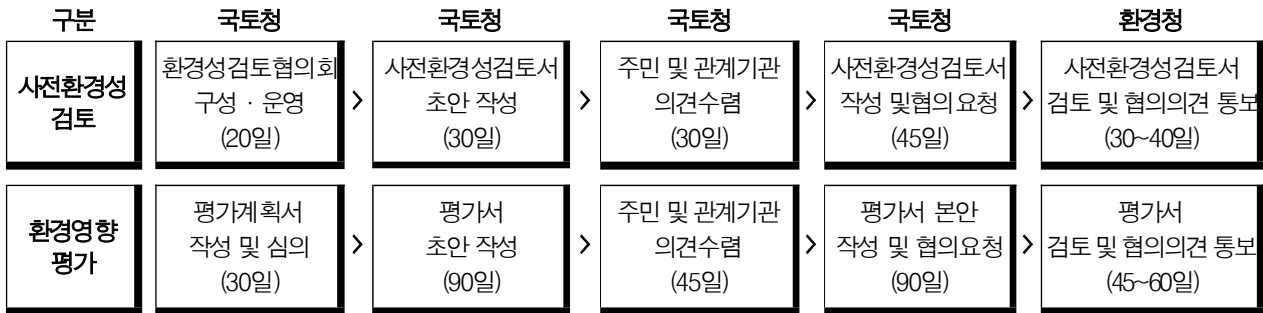 구분 국토청 국토청 국토청 국토청 환경청
사전환경성
검토
환경성검토협의회
구성 · 운영
(20일)
>
사전환경성검토서
초안 작성
(30일)
>
주민 및 관계기관
의견수렴
(30일)
>
사전환경성검토서
작성 및협의요청
(45일)
>
사전환경성검토서
검토 및 협의의견 통보
(30~40일)
환경영향
평가
평가계획서
작성 및 심의
(30일)
>
평가서
초안 작성
(90일)
>
주민 및 관계기관
의견수렴
(45일)
>
평가서 본안
작성 및 협의요청
(90일)
>
평가서
검토 및 협의의견 통보
(45~60일)